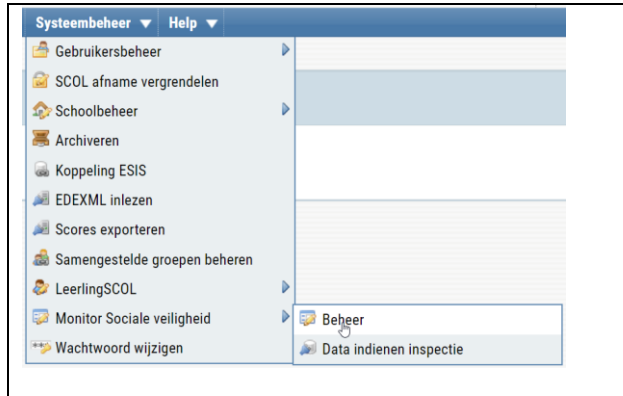 Systeembeheer Help
Gebruikersbeheer
SCOL afname vergrendelen
Schoolbeheer
Archiveren
Koppeling ESIS
EDEXML inlezen
Scores exporteren
Samengestelde groepen beheren
LeerlingSCOL
Monitor Sociale veiligheid Beheer
Wachtwoord wijzigen Data indienen inspectie